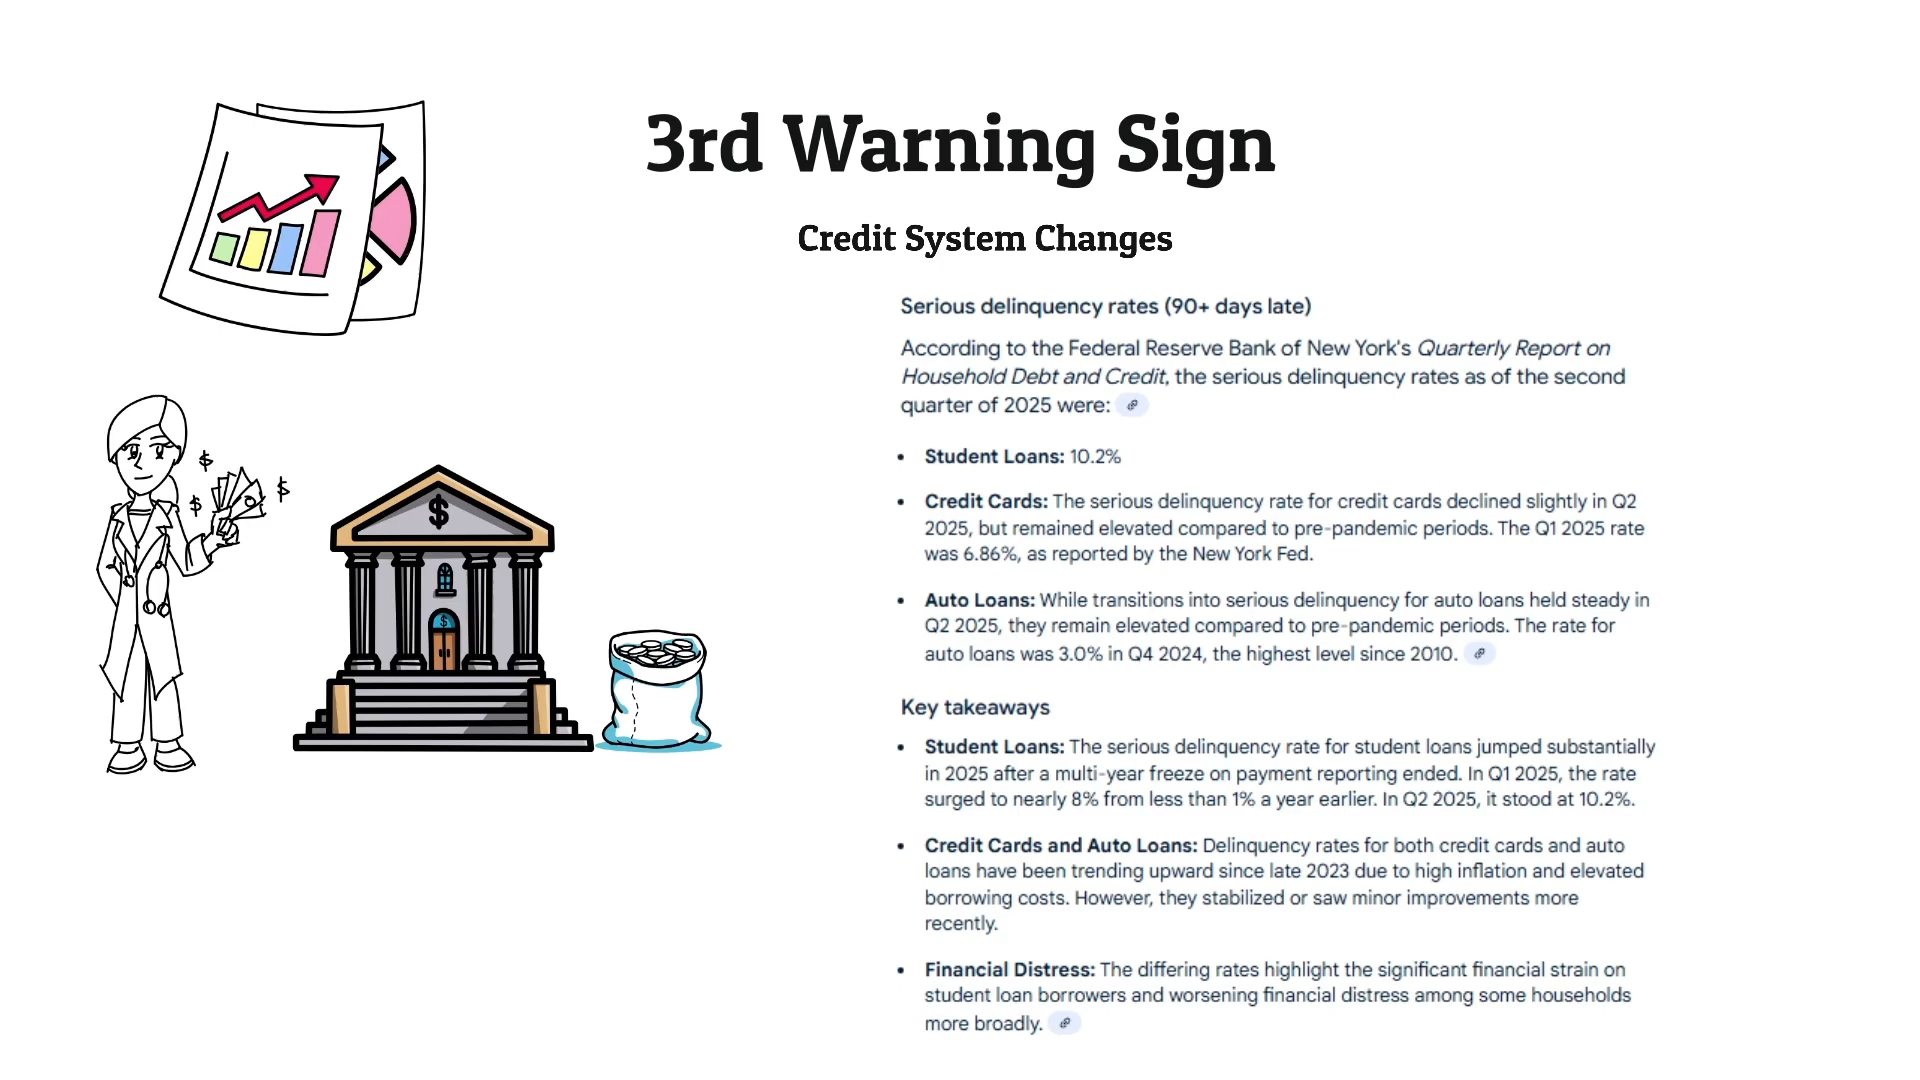 3rd Warning Sign
Credit System Changes
Serious delinquency rates (90+ days late)
According to the Federal Reserve Bank of New York's Quarterly Report on
Household Debt and Credit, the serious delinquency rates as of the second
quarter of 2025 were:
• Student Loans: 10.2%
• Credit Cards: The serious delinquency rate for credit cards declined slightly in Q2
2025, but remained elevated compared to pre-pandemic periods. The Q1 2025 rate
was 6.86%, as reported by the New York Fed.
• Auto Loans: While transitions into serious delinquency for auto loans held steady in
Q2 2025, they remain elevated compared to pre-pandemic periods. The rate for
auto loans was 3.0% in Q4 2024, the highest level since 2010.
Key takeaways
• Student Loans: The serious delinquency rate for student loans jumped substantially
in 2025 after a multi-year freeze on payment reporting ended. In Q1 2025, the rate
surged to nearly 8% from less than 1% a year earlier. In Q2 2025, it stood at 10.2%.
• Credit Cards and Auto Loans: Delinquency rates for both credit cards and auto
loans have been trending upward since late 2023 due to high inflation and elevated
borrowing costs. However, they stabilized or saw minor improvements more
recently.
• Financial Distress: The differing rates highlight the significant financial strain on
student loan borrowers and worsening financial distress among some households
more broadly.
$
$
$
$
$